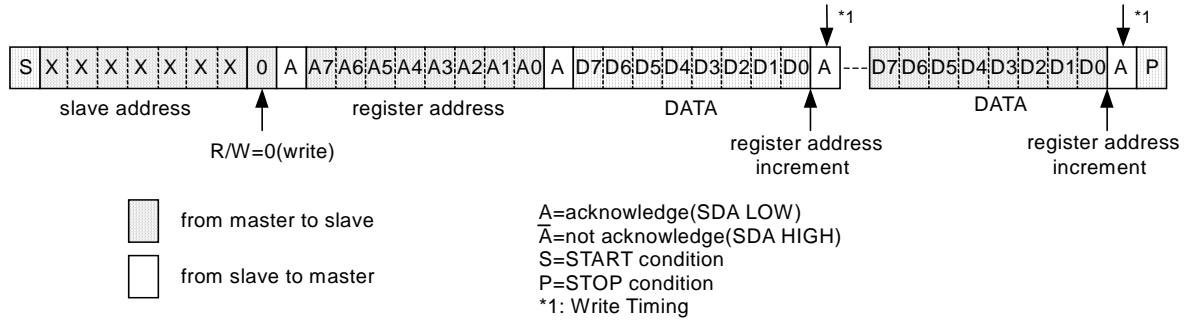 *1 *1
S X X X X X X X 0 A A7 A6 A5 A4 A3 A2 A1 A0 A D7 D6 D5 D4 D3 D2 D1 D0 A D7 D6 D5 D4 D3 D2 D1 D0 A P
slave address register address DATA DATA
R/W=0(write)
register address
increment
register address
increment
from master to slave
from slave to master
A=acknowledge(SDA LOW)
A̅=not acknowledge(SDA HIGH)
S=START condition
P=STOP condition
*1: Write Timing